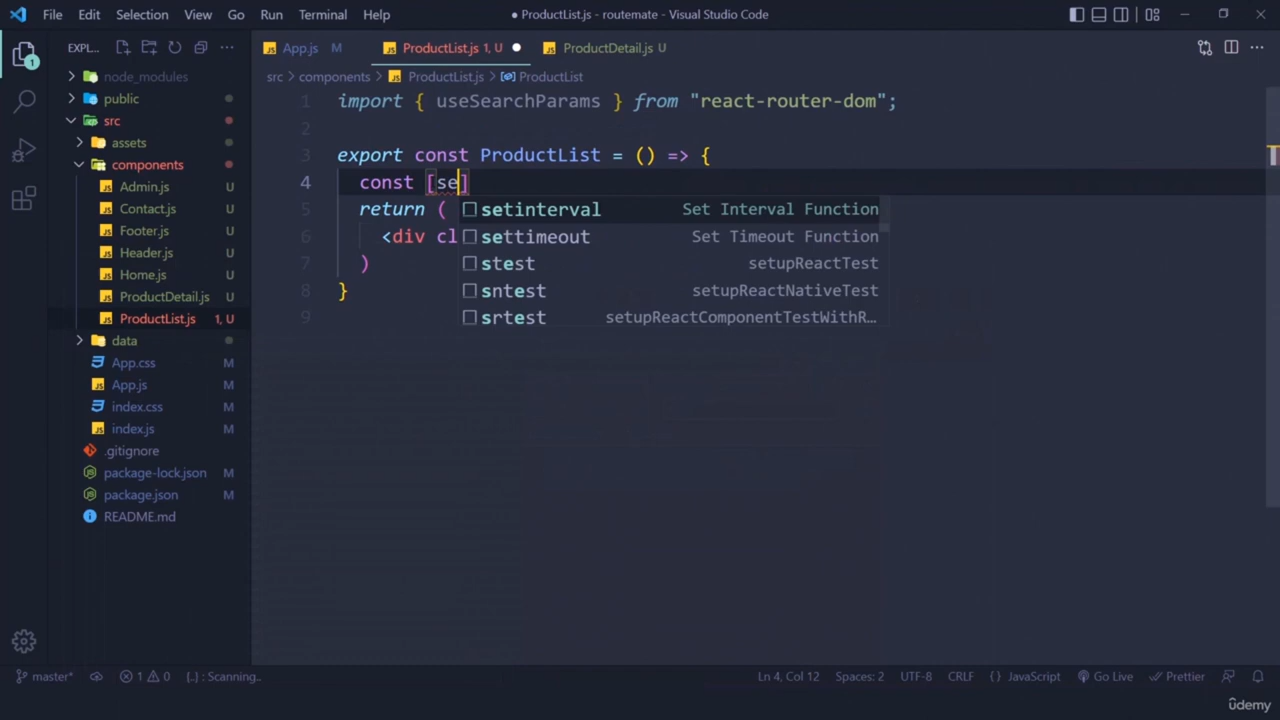 File Edit Selection View Go Run Terminal Help
● ProductList.js - routemate - Visual Studio Code
EXPL...
App.js M
ProductList.js 1, U
ProductDetail.js U
src > components > ProductList.js > ProductList
1
node_modules
public
src
assets
components
Admin.js U
Contact.js U
Footer.js U
Header.js U
Home.js U
ProductDetail.js U
ProductList.js 1, U
data
App.css M
App.js M
index.css M
index.js M
.gitignore
package-lock.json M
package.json M
README.md
1 import { useSearchParams } from "react-router-dom";
2
3 export const ProductList = () => {
4 const [se]
5 return (
6 <div cl
7 )
8 }
9
setinterval Set Interval Function
settimeout Set Timeout Function
stest setupReactTest
sntest setupReactNativeTest
srtest setupReactComponentTestWithR...
master* 1 0 {..} : Scanning.. Ln 4, Col 12 Spaces: 2 UTF-8 CRLF {} JavaScript Go Live Prettier
ûdemy